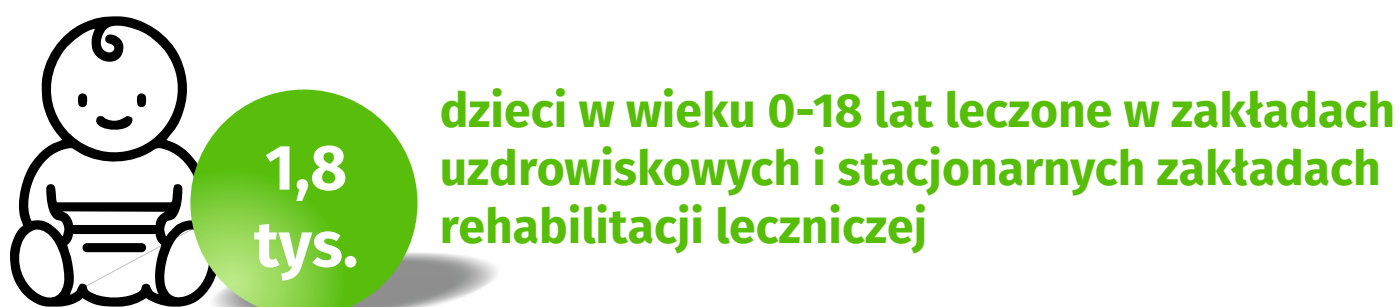 1,8
tys.
dzieci w wieku 0-18 lat leczone w zakładach
uzdrowiskowych i stacjonarnych zakładach
rehabilitacji leczniczej